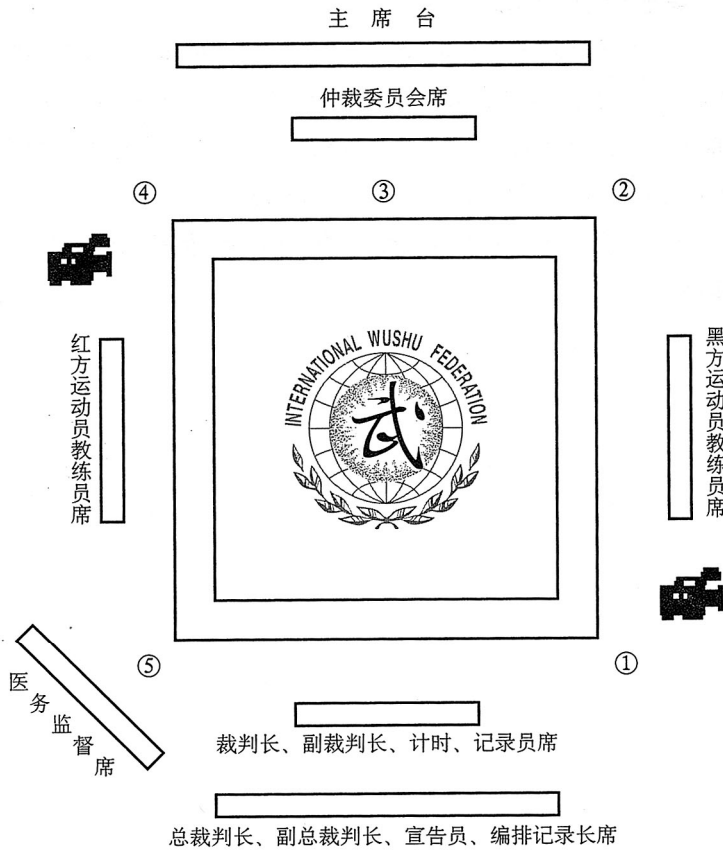 主 席 台
仲裁委员会席
④
③
②
红方运动员教练员席
INTERNATIONAL WUSHU FEDERATION
武
黑方运动员教练员席
⑤
①
医务监督席
裁判长、副裁判长、计时、记录员席
总裁判长、副总裁判长、宣告员、编排记录长席